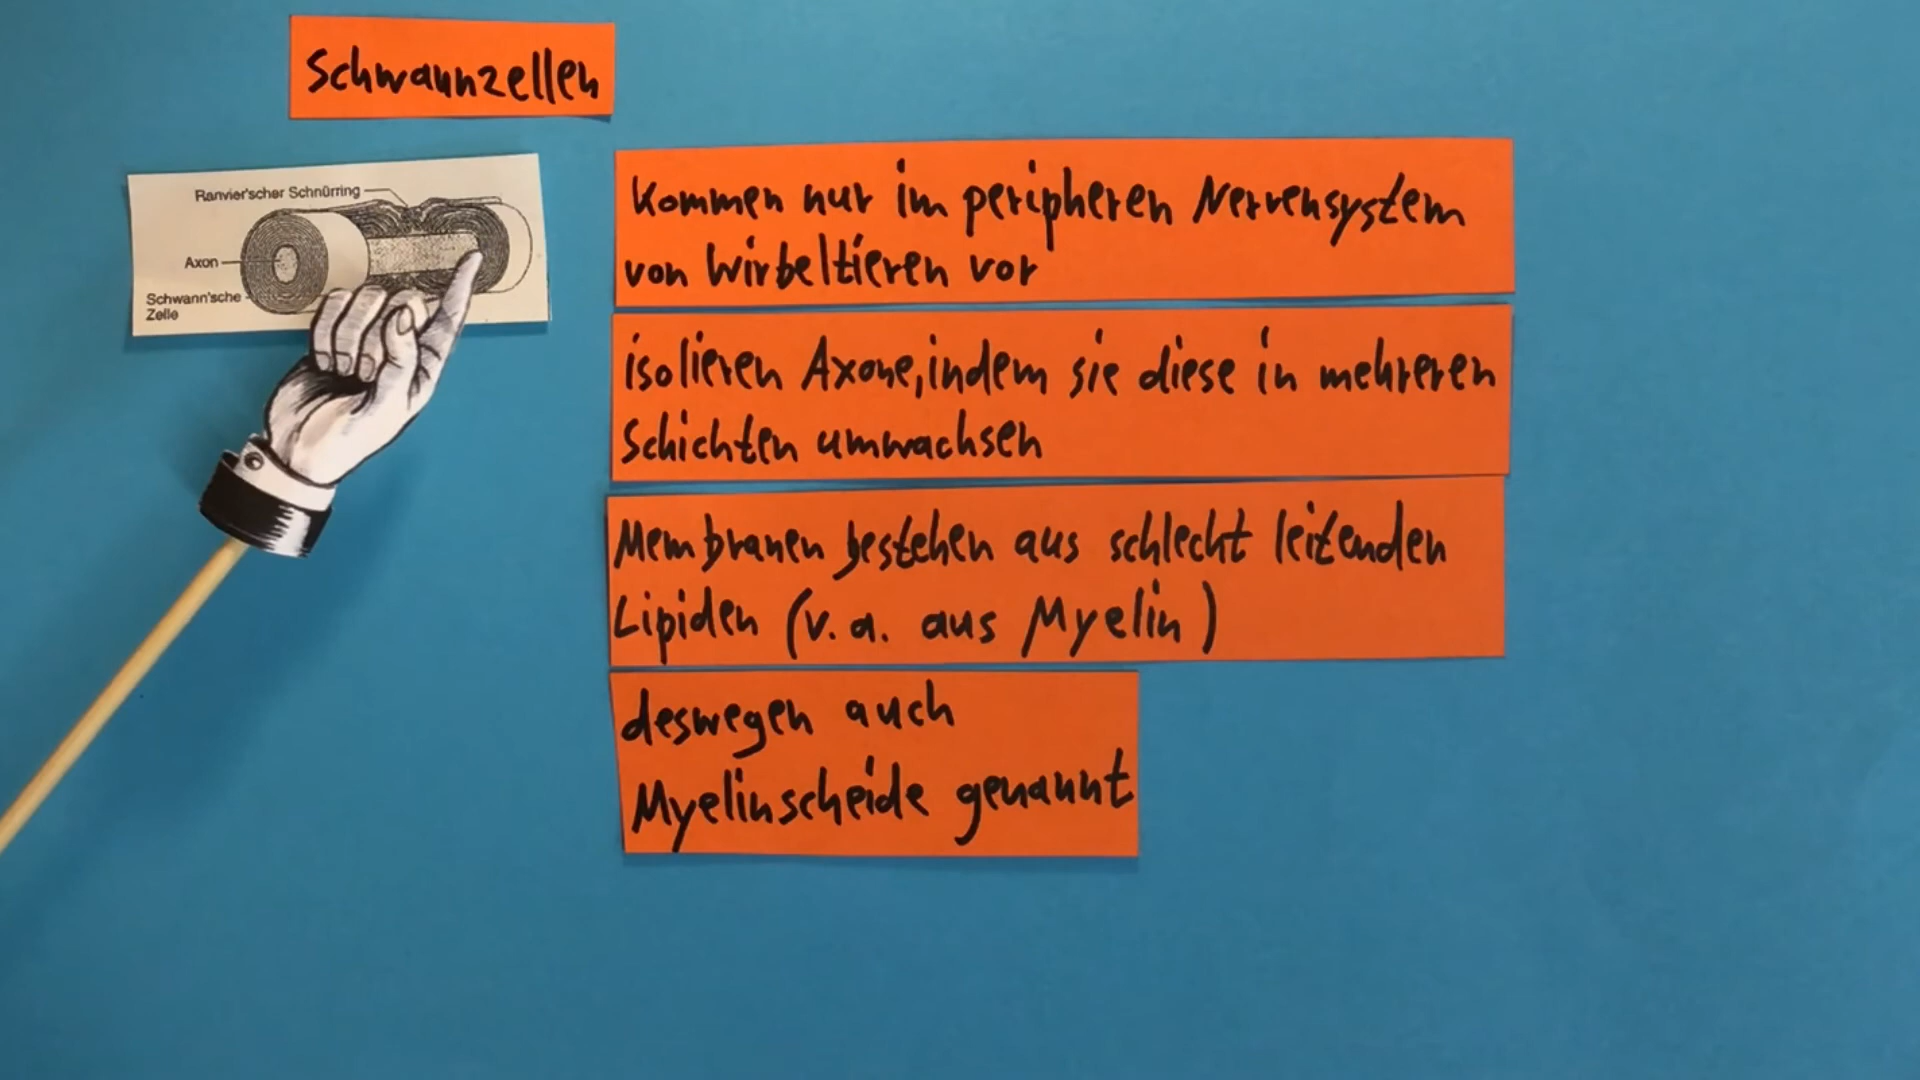 Schwannzellen
Ranvier'scher Schnürring
Axon
Schwann'sche
Zelle
kommen nur im peripheren Nervensystem
von Wirbeltieren vor
isolieren Axone, indem sie diese in mehreren
Schichten umwachsen
Membranen bestehen aus schlecht leitenden
Lipiden (v.a. aus Myelin)
deswegen auch
Myelinscheide genannt